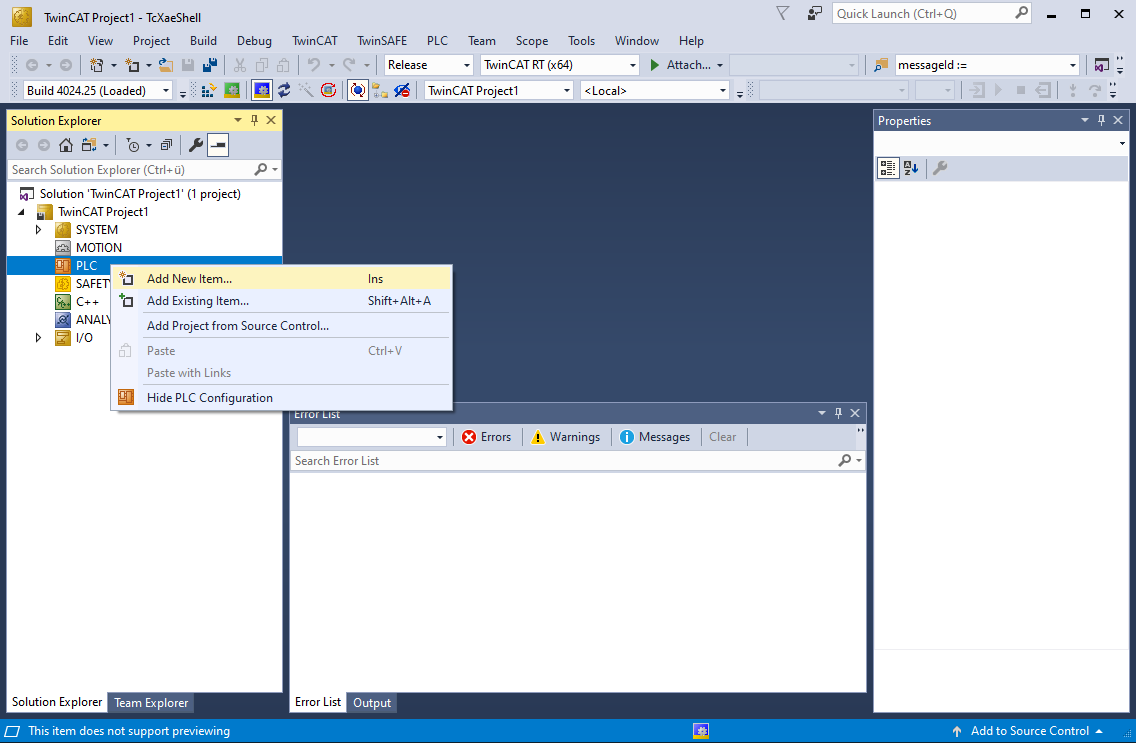 TwinCAT Project1 - TcXaeShell
Quick Launch (Ctrl+Q)
File Edit View Project Build Debug TwinCAT TwinSAFE PLC Team Scope Tools Window Help
Release TwinCAT RT (x64) Attach... messageId :=
Build 4024.25 (Loaded) TwinCAT Project1 <Local>
Solution Explorer
Search Solution Explorer (Ctrl+ü)
Solution 'TwinCAT Project1' (1 project)
TwinCAT Project1
SYSTEM
MOTION
PLC
SAFETY
C++
ANALY
I/O
Add New Item... Ins
Add Existing Item... Shift+Alt+A
Add Project from Source Control...
Paste Ctrl+V
Paste with Links
Hide PLC Configuration
Error List
Errors Warnings Messages Clear
Search Error List
Properties
Solution Explorer Team Explorer
Error List Output
This item does not support previewing
Add to Source Control